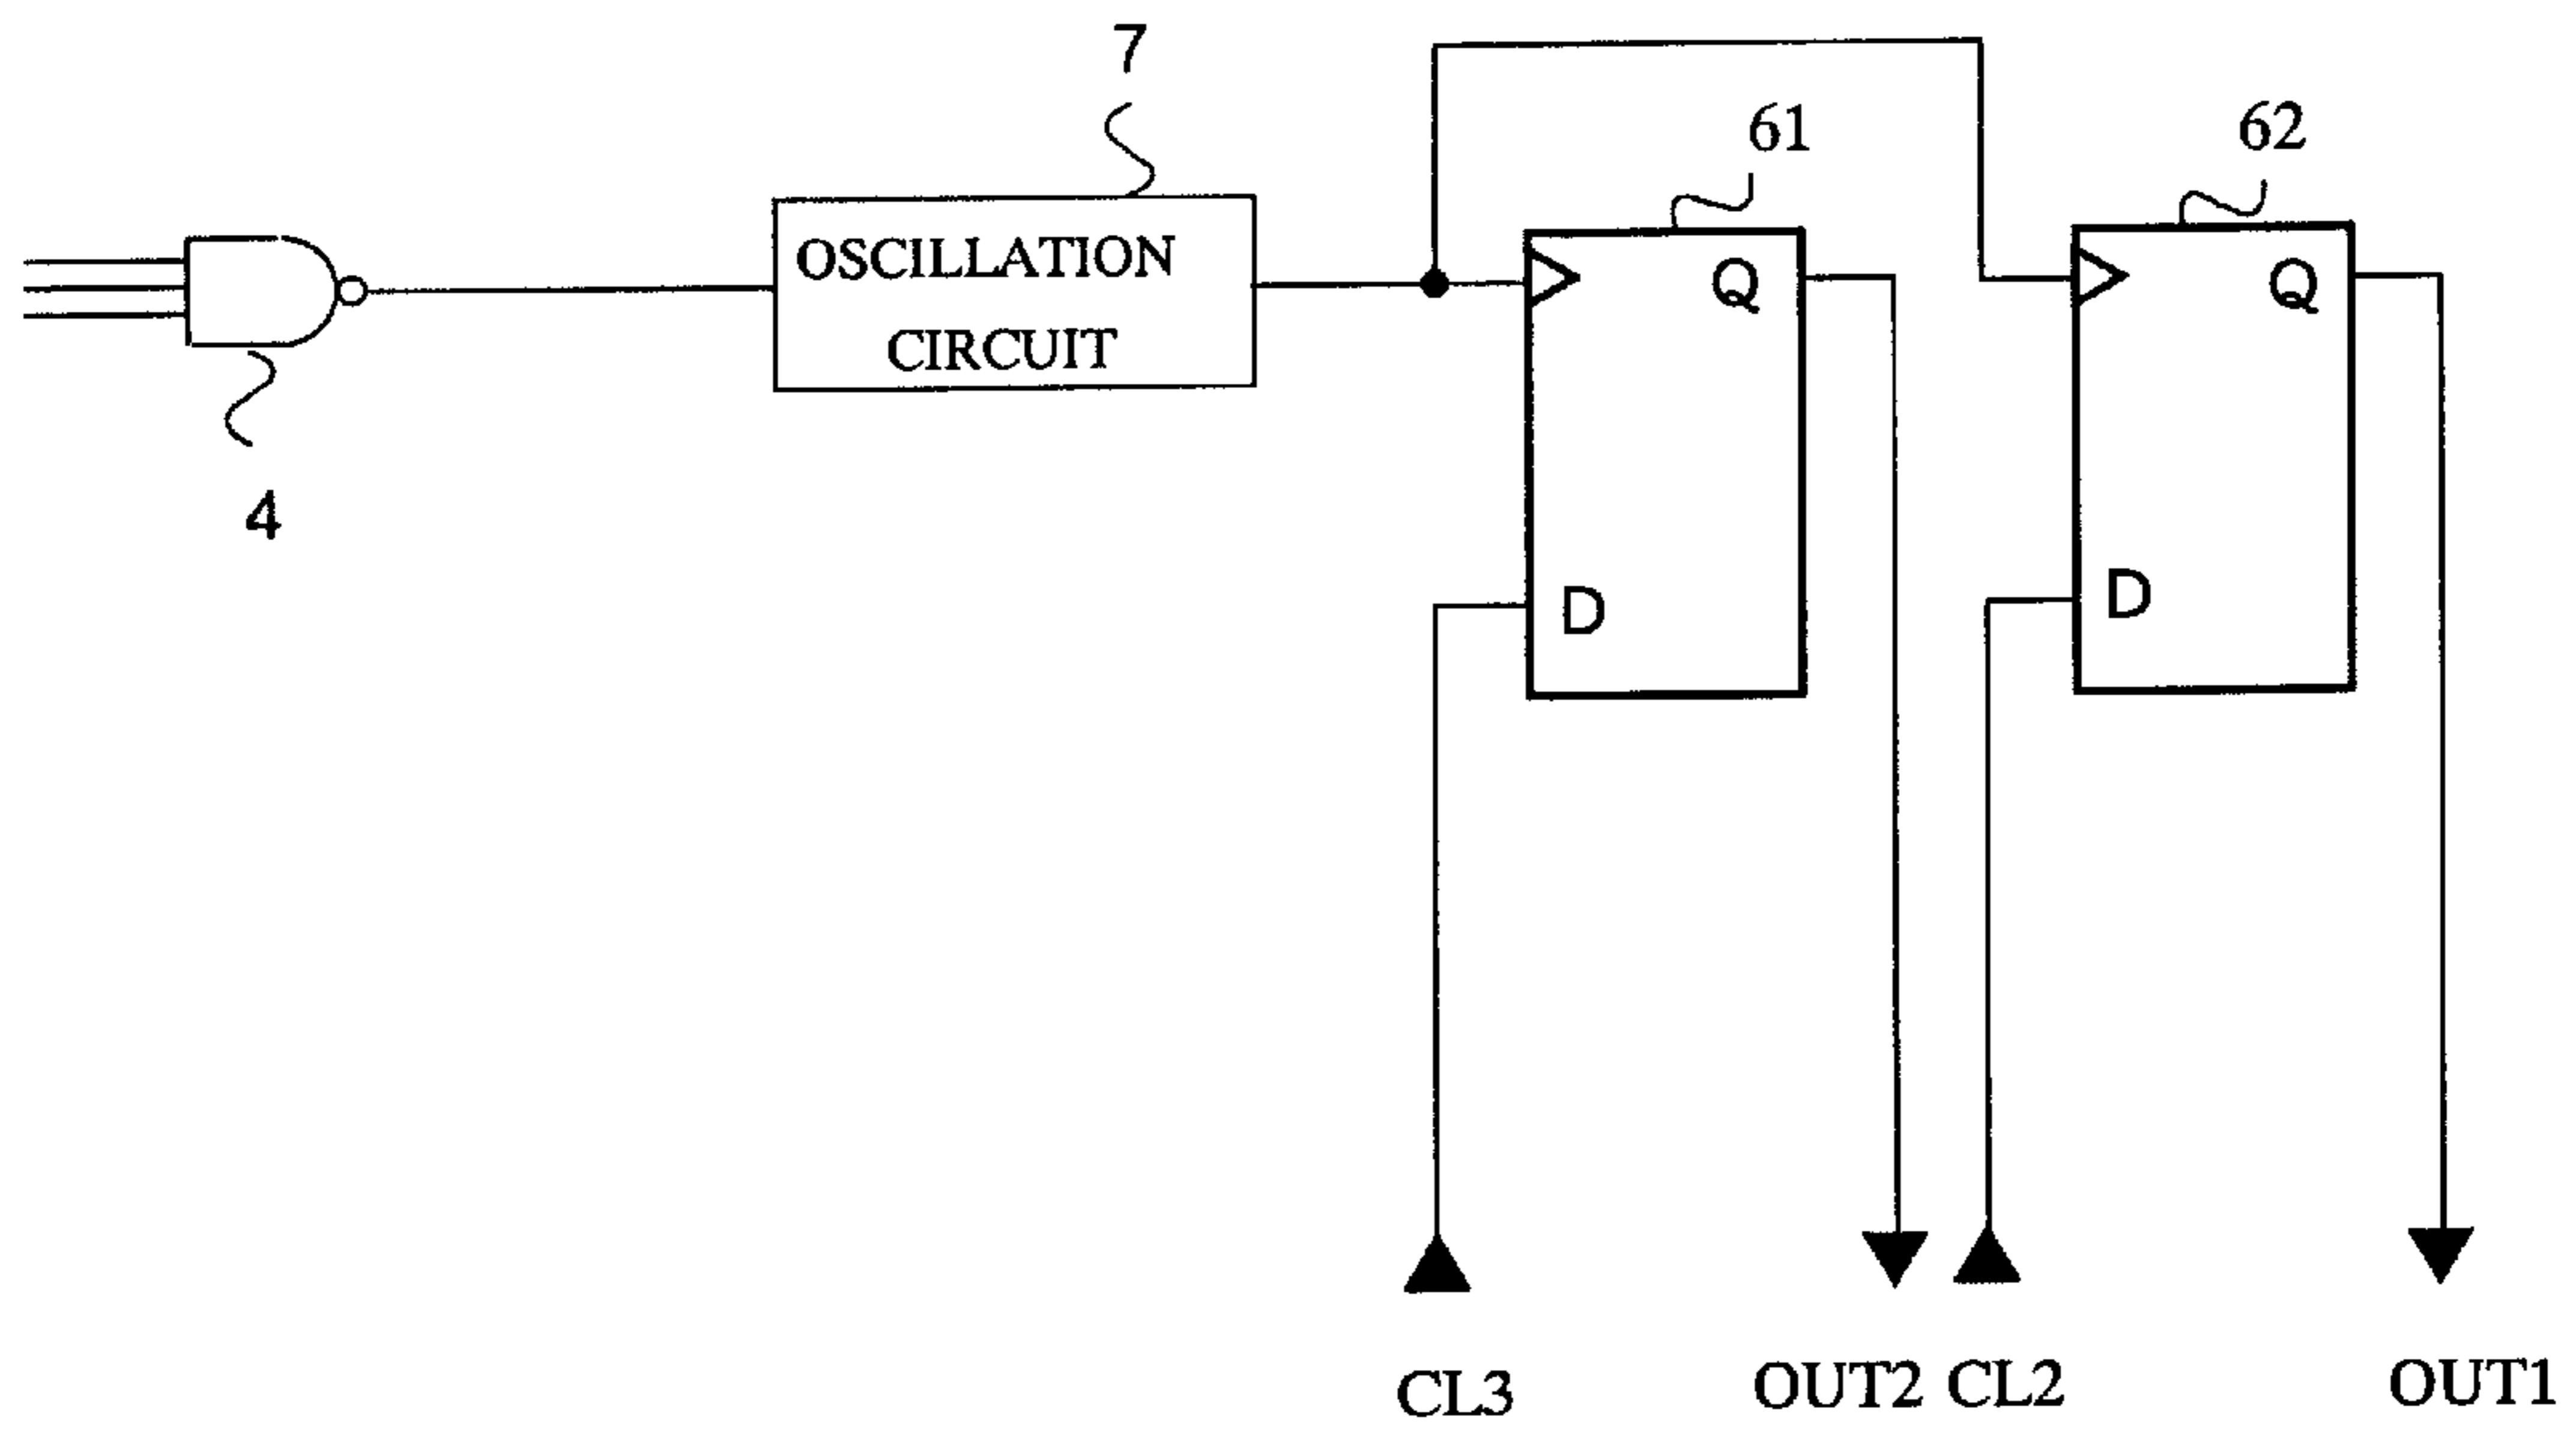 7
61
62
OSCILLATION
CIRCUIT
Q
Q
4
D
D
CL3
OUT2
CL2
OUT1